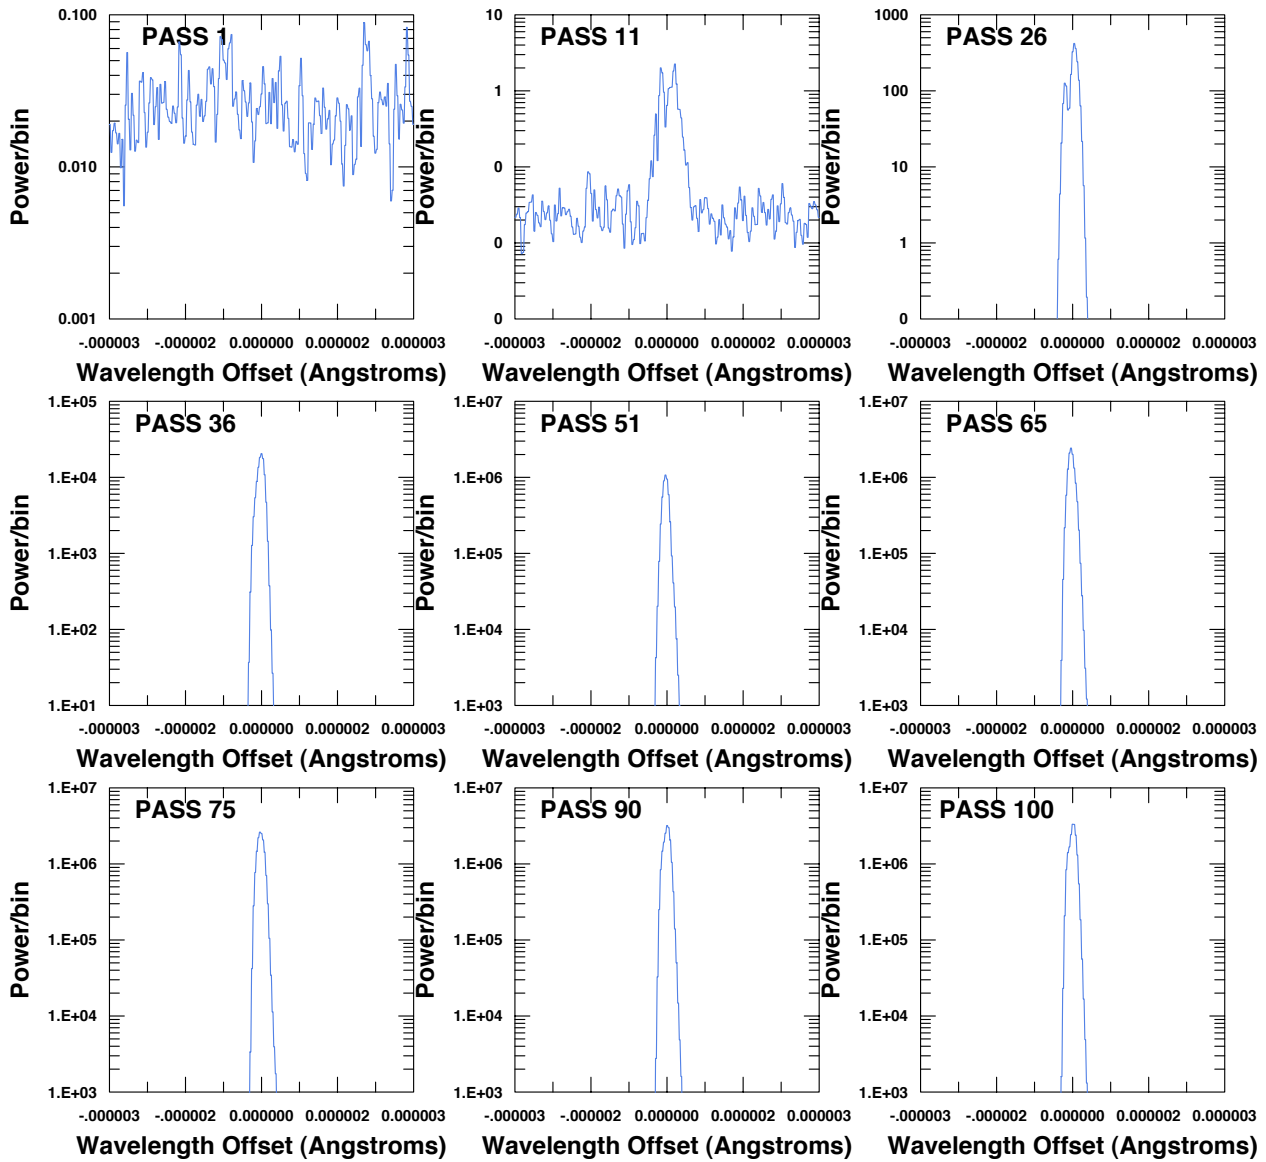 0.100
PASS 1
0.010
0.001
Power/bin
-.000003 -.000002 0.000000 0.000002 0.000003
Wavelength Offset (Angstroms)
10
PASS 11
1
0
0
0
Power/bin
-.000003 -.000002 0.000000 0.000002 0.000003
Wavelength Offset (Angstroms)
1000
PASS 26
100
10
1
0
Power/bin
-.000003 -.000002 0.000000 0.000002 0.000003
Wavelength Offset (Angstroms)
1.E+05
PASS 36
1.E+04
1.E+03
1.E+02
1.E+01
Power/bin
-.000003 -.000002 0.000000 0.000002 0.000003
Wavelength Offset (Angstroms)
1.E+07
PASS 51
1.E+06
1.E+05
1.E+04
1.E+03
Power/bin
-.000003 -.000002 0.000000 0.000002 0.000003
Wavelength Offset (Angstroms)
1.E+07
PASS 65
1.E+06
1.E+05
1.E+04
1.E+03
Power/bin
-.000003 -.000002 0.000000 0.000002 0.000003
Wavelength Offset (Angstroms)
1.E+07
PASS 75
1.E+06
1.E+05
1.E+04
1.E+03
Power/bin
-.000003 -.000002 0.000000 0.000002 0.000003
Wavelength Offset (Angstroms)
1.E+07
PASS 90
1.E+06
1.E+05
1.E+04
1.E+03
Power/bin
-.000003 -.000002 0.000000 0.000002 0.000003
Wavelength Offset (Angstroms)
1.E+07
PASS 100
1.E+06
1.E+05
1.E+04
1.E+03
Power/bin
-.000003 -.000002 0.000000 0.000002 0.000003
Wavelength Offset (Angstroms)